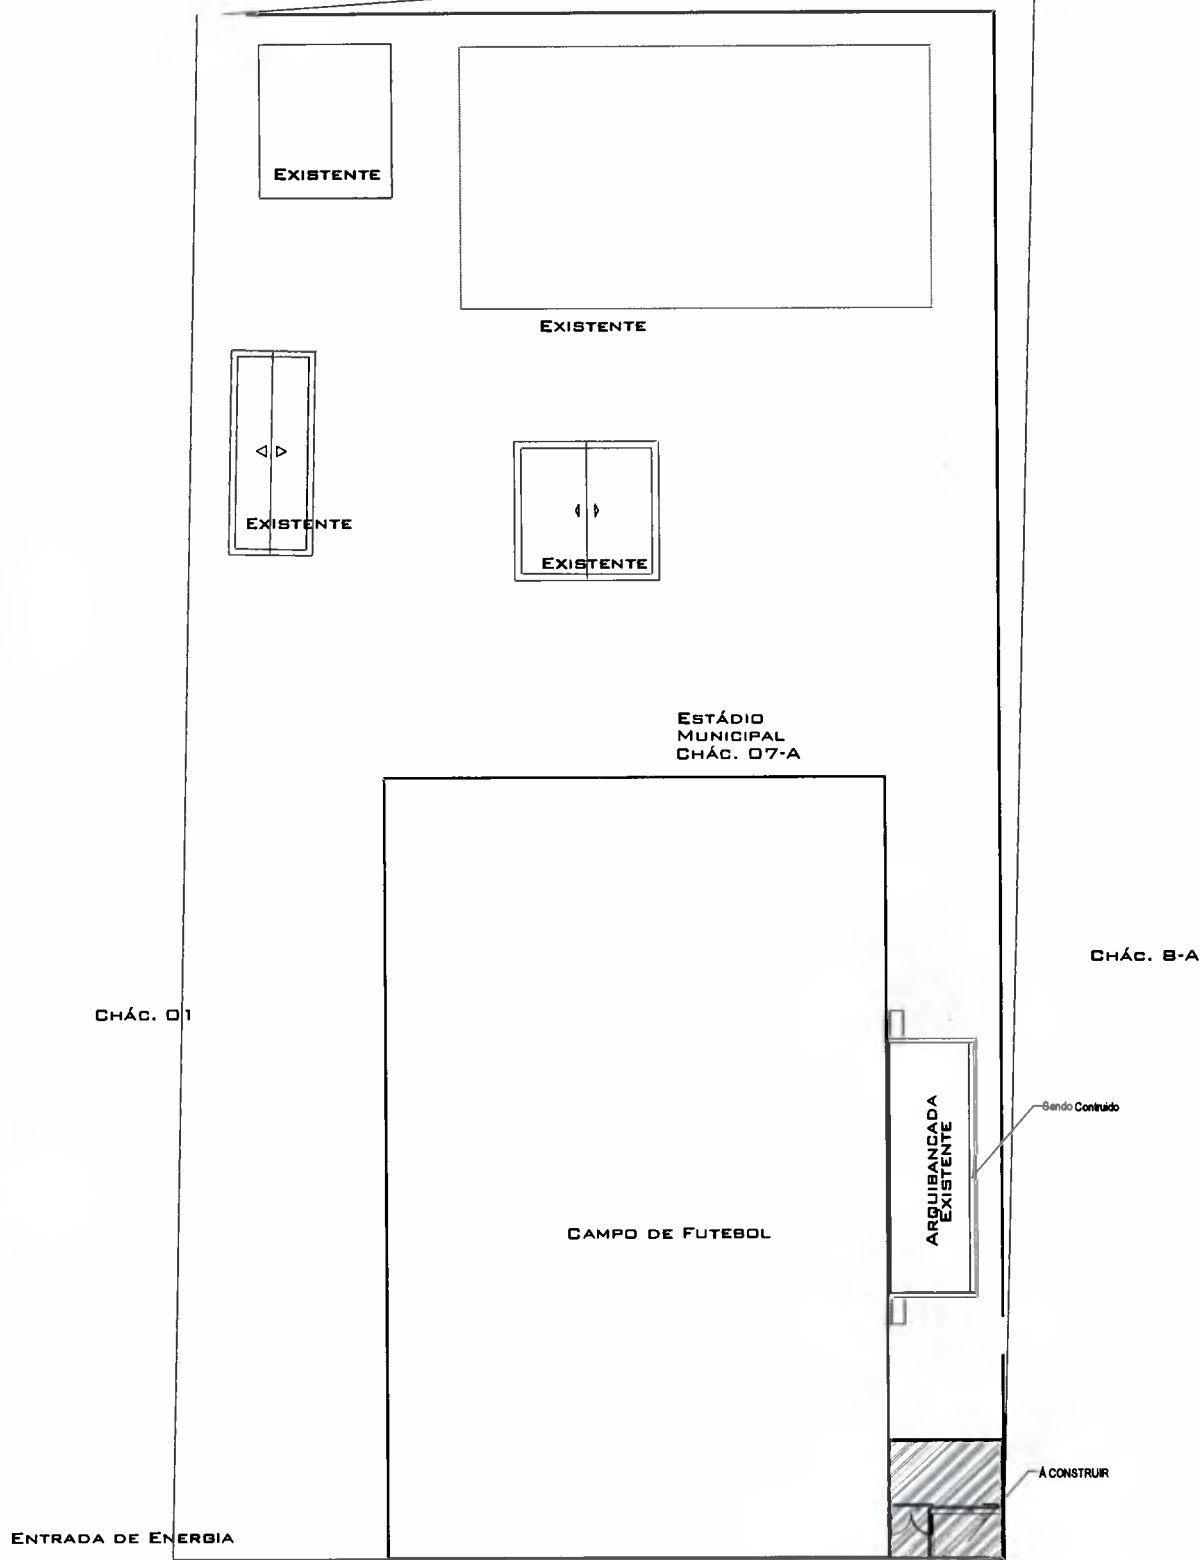 Existente
Existente
Existente
Existente
Estádio
Municipal
Chác. 07-A
Chác. 8-A
Chác. 01
Sendo Contruido
Arquibancada
Existente
Campo de Futebol
À CONSTRUIR
Entrada de Energia